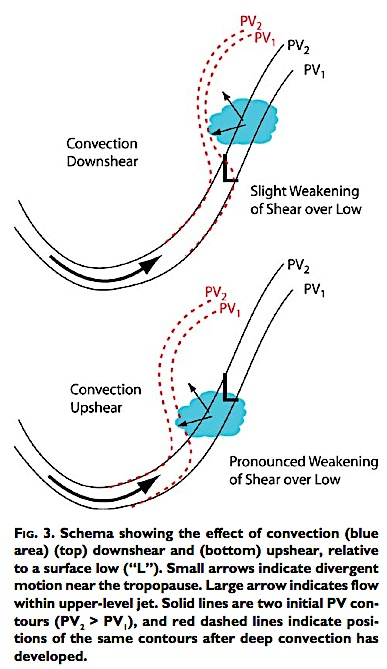 PV2
PV1
PV2
PV1
Convection
Downshear
L
Slight Weakening
of Shear over Low
PV2
PV1
PV2
PV1
Convection
Upshear
L
Pronounced Weakening
of Shear over Low
FIG. 3. Schema showing the effect of convection (blue
area) (top) downshear and (bottom) upshear, relative
to a surface low (“L”). Small arrows indicate divergent
motion near the tropopause. Large arrow indicates flow
within upper-level jet. Solid lines are two initial PV con-
tours (PV2 > PV1), and red dashed lines indicate posi-
tions of the same contours after deep convection has
developed.